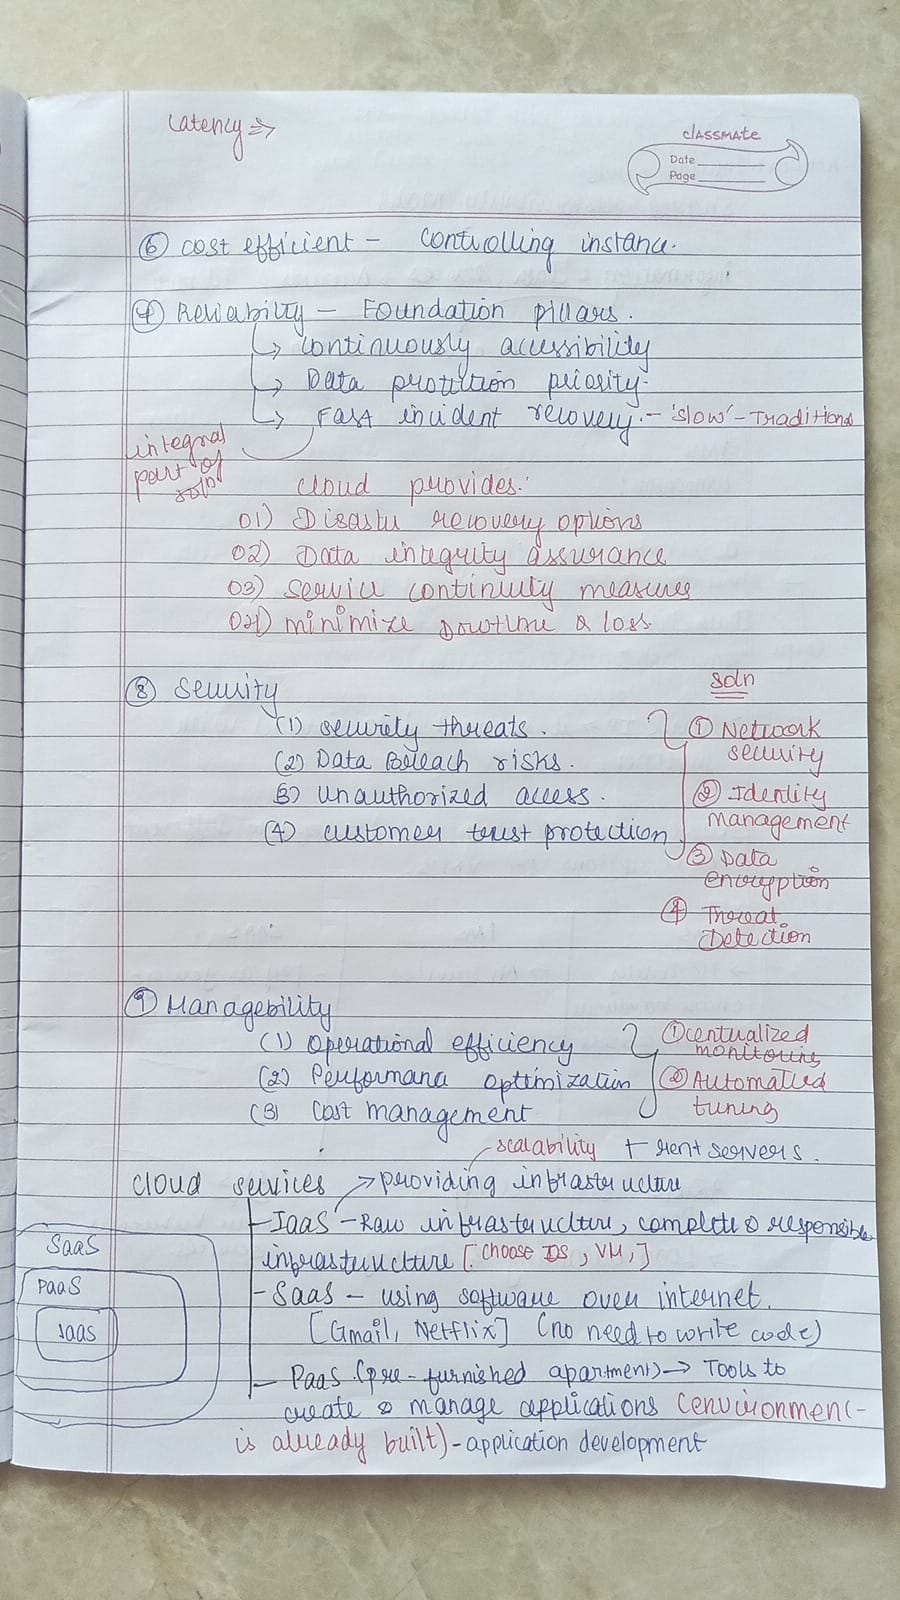 Latency =>
classmate
Date
Page
⑥ cost efficient - controlling instance.
⑦ Reliability - Foundation pillars.
↳ continuously accessibility
↳ Data protection priority.
↳ Fast incident recovery. - 'Slow' - Traditional
integral
part of
soln
cloud provides:
01) Disaster recovery options
02) Data integrity assurance
03) Service continuity measures
04) minimize Downtime & loss.
⑧ Security
soln
(1) security threats.
① Network
security
(2) Data Breach risks.
(3) unauthorized access.
② Identity
management
(4) customer trust protection
③ Data
encryption
④ Threat
Detection
⑨ Managebility
(1) Operational efficiency
① centralized
monitoring
(2) Performance optimization
② Automated
tuning
(3) cost management
scalability + rent servers.
cloud services → providing infrastructure
- IaaS - Raw infrastructure, complete & responsible
infrastructure [choose OS, VM,]
SaaS
PaaS
IaaS
- SaaS - using software over internet.
[Gmail, Netflix] (no need to write code)
- PaaS (pre-furnished apartment) → Tools to
create & manage applications (environment
is already built) - application development